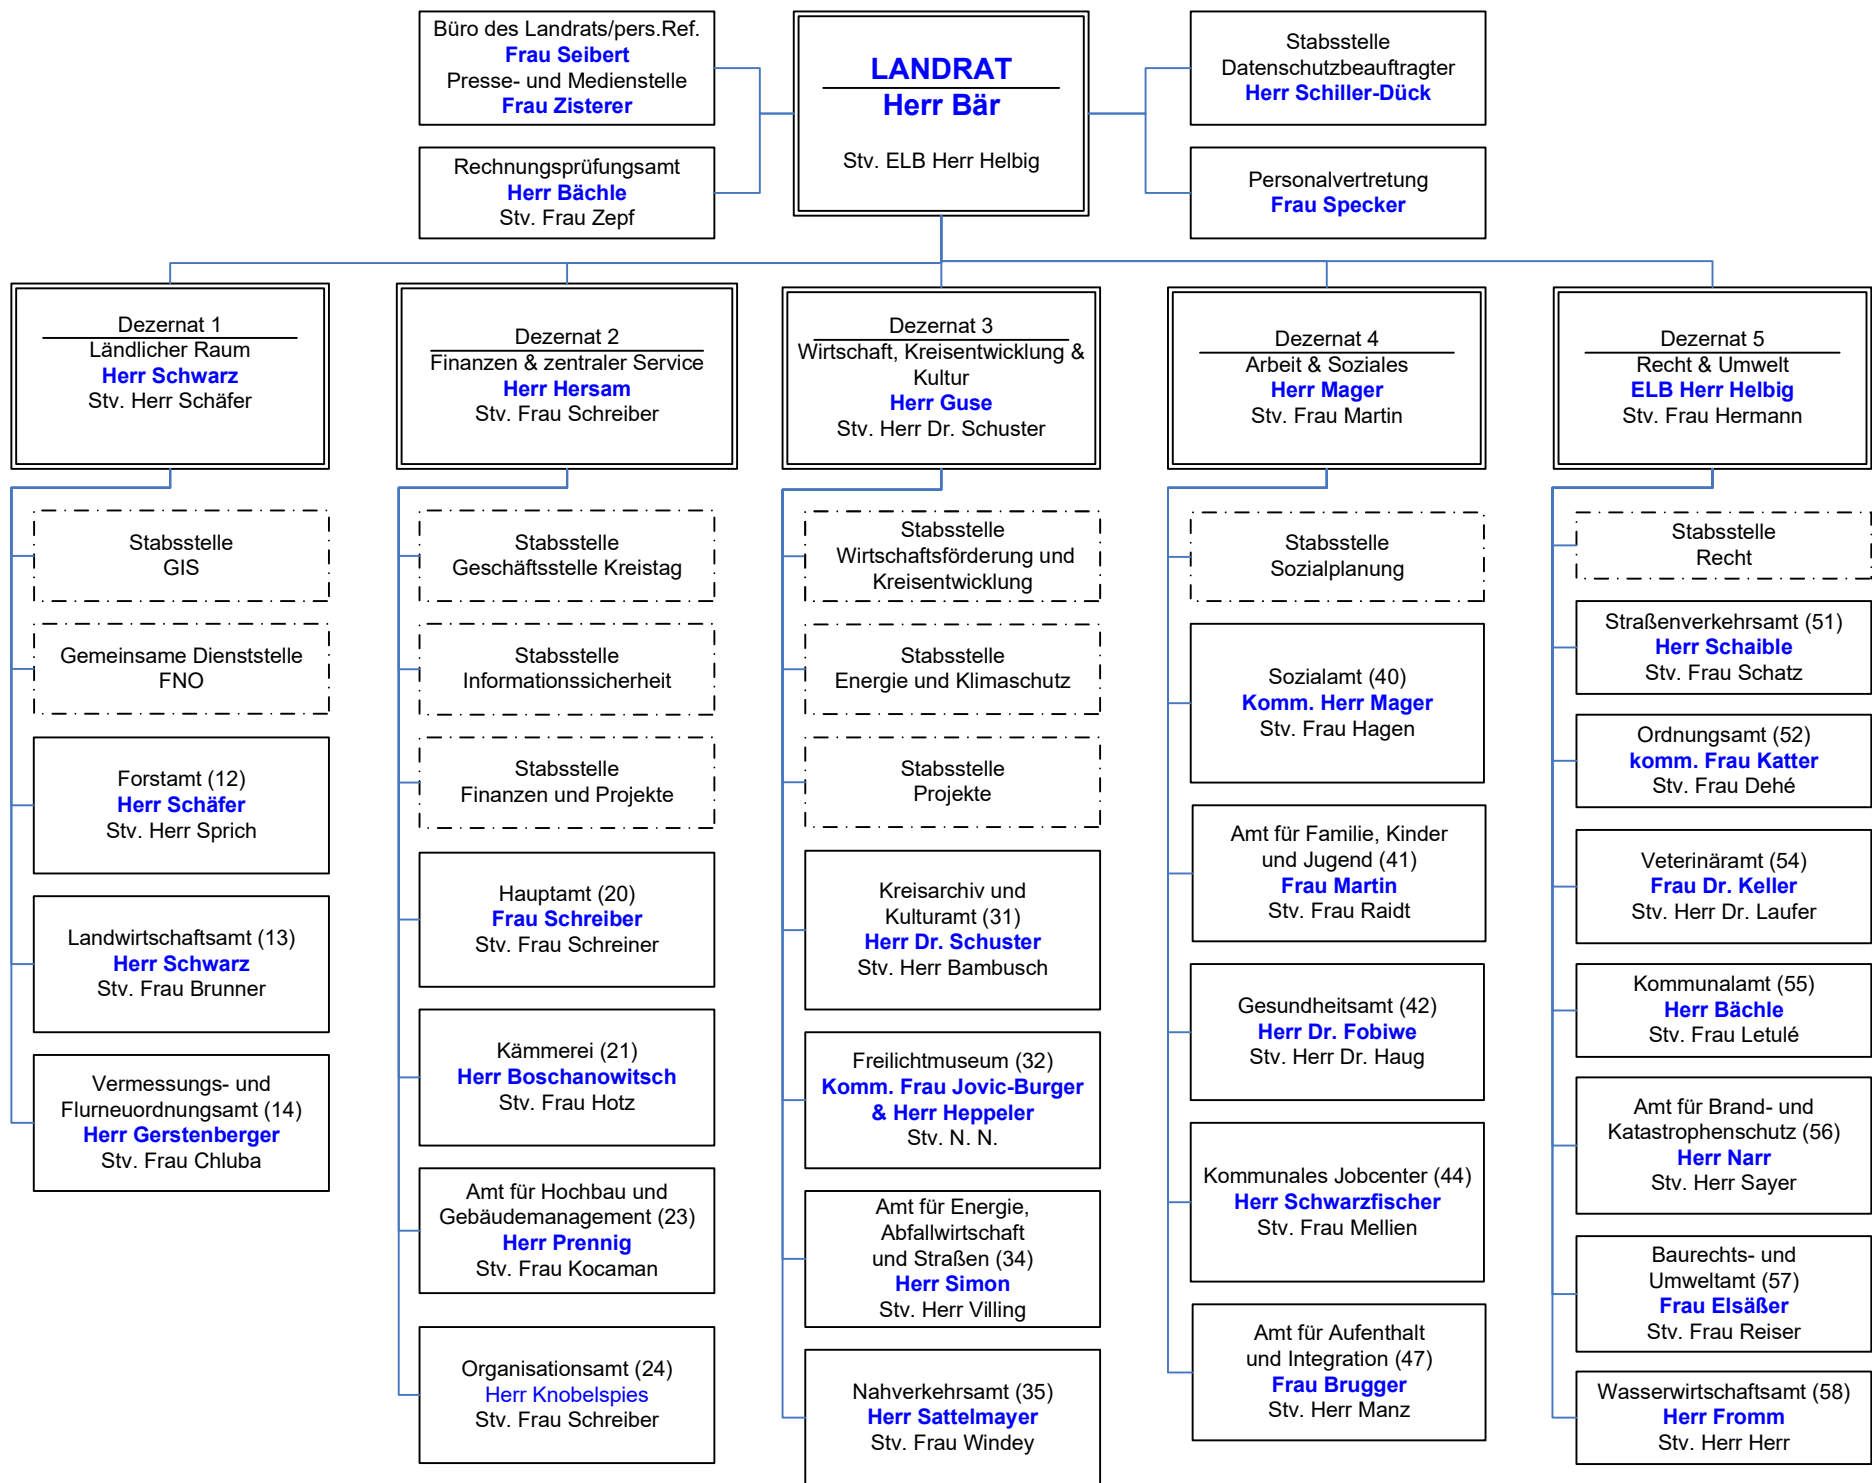 Büro des Landrats/pers.Ref.
Frau Seibert
Presse- und Medienstelle
Frau Zisterer
LANDRAT
Herr Bär
Stv. ELB Herr Helbig
Stabsstelle
Datenschutzbeauftragter
Herr Schiller-Dück
Rechnungsprüfungsamt
Herr Bächle
Stv. Frau Zepf
Personalvertretung
Frau Specker
Dezernat 1
Ländlicher Raum
Herr Schwarz
Stv. Herr Schäfer
Stabsstelle
GIS
Gemeinsame Dienststelle
FNO
Forstamt (12)
Herr Schäfer
Stv. Herr Sprich
Landwirtschaftsamt (13)
Herr Schwarz
Stv. Frau Brunner
Vermessungs- und
Flurneuordnungsamt (14)
Herr Gerstenberger
Stv. Frau Chluba
Dezernat 2
Finanzen & zentraler Service
Herr Hersam
Stv. Frau Schreiber
Stabsstelle
Geschäftsstelle Kreistag
Stabsstelle
Informationssicherheit
Stabsstelle
Finanzen und Projekte
Hauptamt (20)
Frau Schreiber
Stv. Frau Schreiner
Kämmerei (21)
Herr Boschanowitsch
Stv. Frau Hotz
Amt für Hochbau und
Gebäudemanagement (23)
Herr Prennig
Stv. Frau Kocaman
Organisationsamt (24)
Herr Knobelspies
Stv. Frau Schreiber
Dezernat 3
Wirtschaft, Kreisentwicklung &
Kultur
Herr Guse
Stv. Herr Dr. Schuster
Stabsstelle
Wirtschaftsförderung und
Kreisentwicklung
Stabsstelle
Energie und Klimaschutz
Stabsstelle
Projekte
Kreisarchiv und
Kulturamt (31)
Herr Dr. Schuster
Stv. Herr Bambusch
Freilichtmuseum (32)
Komm. Frau Jovic-Burger
& Herr Heppeler
Stv. N. N.
Amt für Energie,
Abfallwirtschaft
und Straßen (34)
Herr Simon
Stv. Herr Villing
Nahverkehrsamt (35)
Herr Sattelmayer
Stv. Frau Windey
Dezernat 4
Arbeit & Soziales
Herr Mager
Stv. Frau Martin
Stabsstelle
Sozialplanung
Sozialamt (40)
Komm. Herr Mager
Stv. Frau Hagen
Amt für Familie, Kinder
und Jugend (41)
Frau Martin
Stv. Frau Raidt
Gesundheitsamt (42)
Herr Dr. Fobiwe
Stv. Herr Dr. Haug
Kommunales Jobcenter (44)
Herr Schwarzfischer
Stv. Frau Mellien
Amt für Aufenthalt
und Integration (47)
Frau Brugger
Stv. Herr Manz
Dezernat 5
Recht & Umwelt
ELB Herr Helbig
Stv. Frau Hermann
Stabsstelle
Recht
Straßenverkehrsamt (51)
Herr Schaible
Stv. Frau Schatz
Ordnungsamt (52)
komm. Frau Katter
Stv. Frau Dehé
Veterinäramt (54)
Frau Dr. Keller
Stv. Herr Dr. Laufer
Kommunalamt (55)
Herr Bächle
Stv. Frau Letulé
Amt für Brand- und
Katastrophenschutz (56)
Herr Narr
Stv. Herr Sayer
Baurechts- und
Umweltamt (57)
Frau Elsäßer
Stv. Frau Reiser
Wasserwirtschaftsamt (58)
Herr Fromm
Stv. Herr Herr